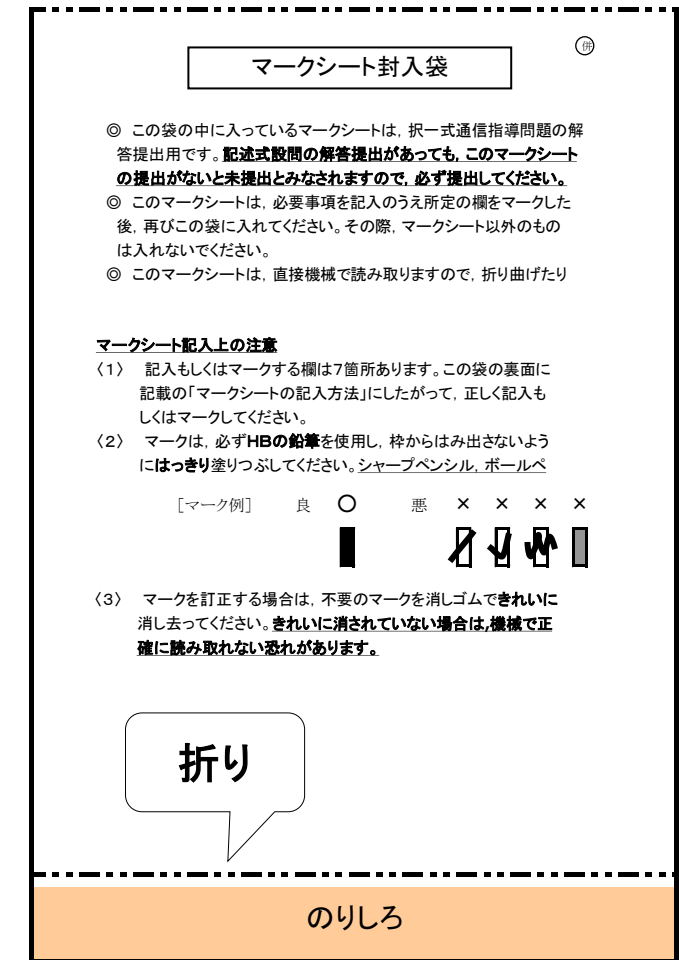 ㊝
マークシート封入袋
◎ この袋の中に入っているマークシートは, 択一式通信指導問題の解
答提出用です。記述式設問の解答提出があっても, このマークシート
の提出がないと未提出とみなされますので, 必ず提出してください。
◎ このマークシートは, 必要事項を記入のうえ所定の欄をマークした
後, 再びこの袋に入れてください。その際, マークシート以外のもの
は入れないでください。
◎ このマークシートは, 直接機械で読み取りますので, 折り曲げたり
マークシート記入上の注意
〈1〉 記入もしくはマークする欄は7箇所あります。この袋の裏面に
記載の「マークシートの記入方法」にしたがって, 正しく記入も
しくはマークしてください。
〈2〉 マークは, 必ずHBの鉛筆を使用し, 枠からはみ出さないよう
にはっきり塗りつぶしてください。シャープペンシル, ボールペ
[マーク例] 良 ○ 悪 × × × ×
〈3〉 マークを訂正する場合は, 不要のマークを消しゴムできれいに
消し去ってください。きれいに消されていない場合は,機械で正
確に読み取れない恐れがあります。
折り
のりしろ